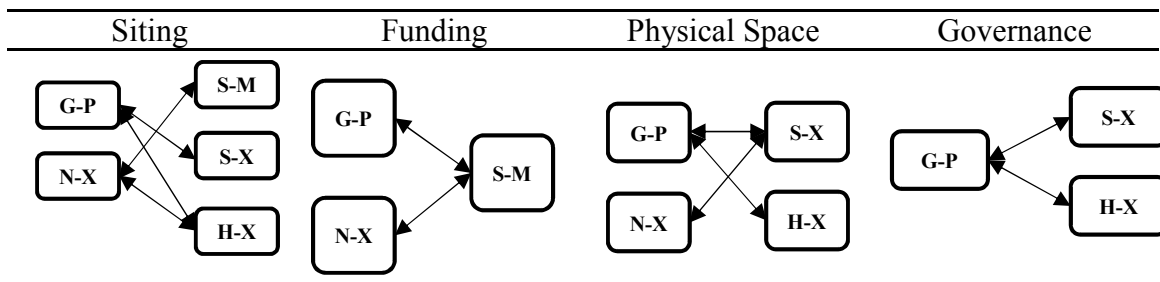 Siting Funding Physical Space Governance
S-M
G-P
S-X
N-X
H-X
G-P
S-M
N-X
G-P
S-X
N-X
H-X
G-P
S-X
H-X